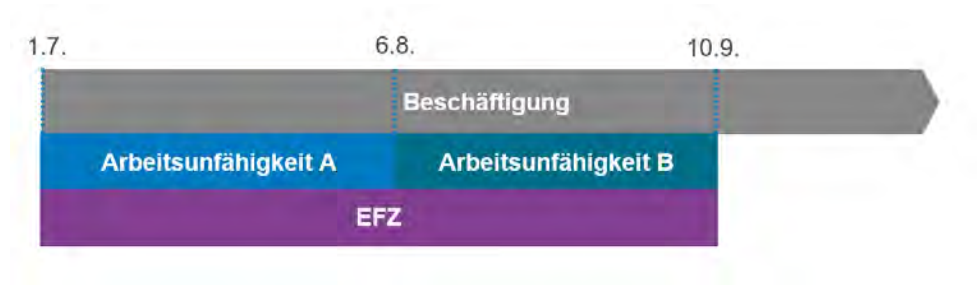 1.7. 6.8. 10.9.
Beschäftigung
Arbeitsunfähigkeit A Arbeitsunfähigkeit B
EFZ